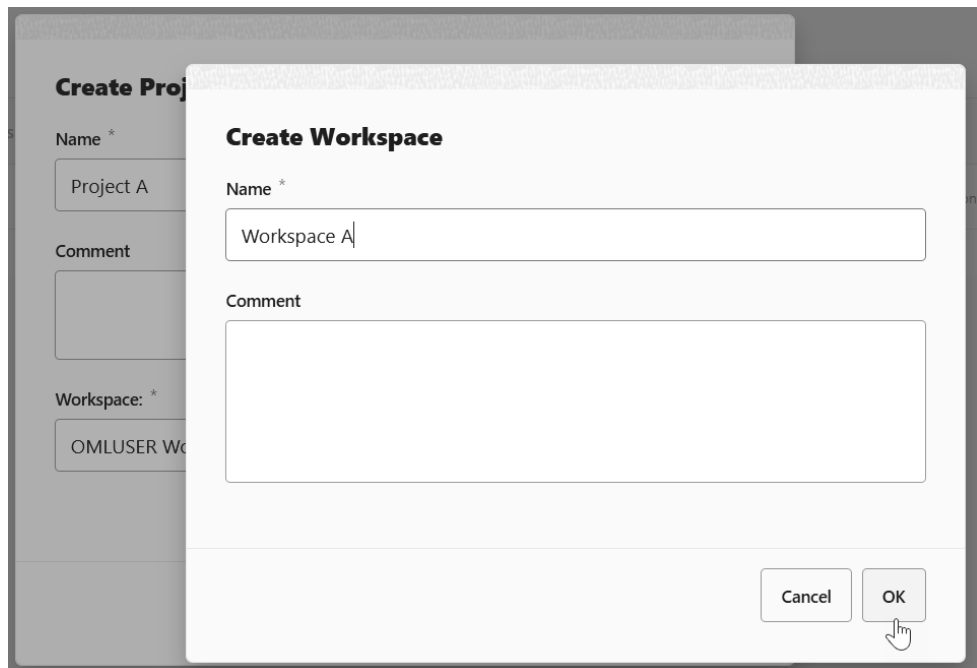 Create Proj
Name *
Project A
Comment
Workspace: *
OMLUSER Wo
Create Workspace
Name *
Workspace A
Comment
Cancel
OK